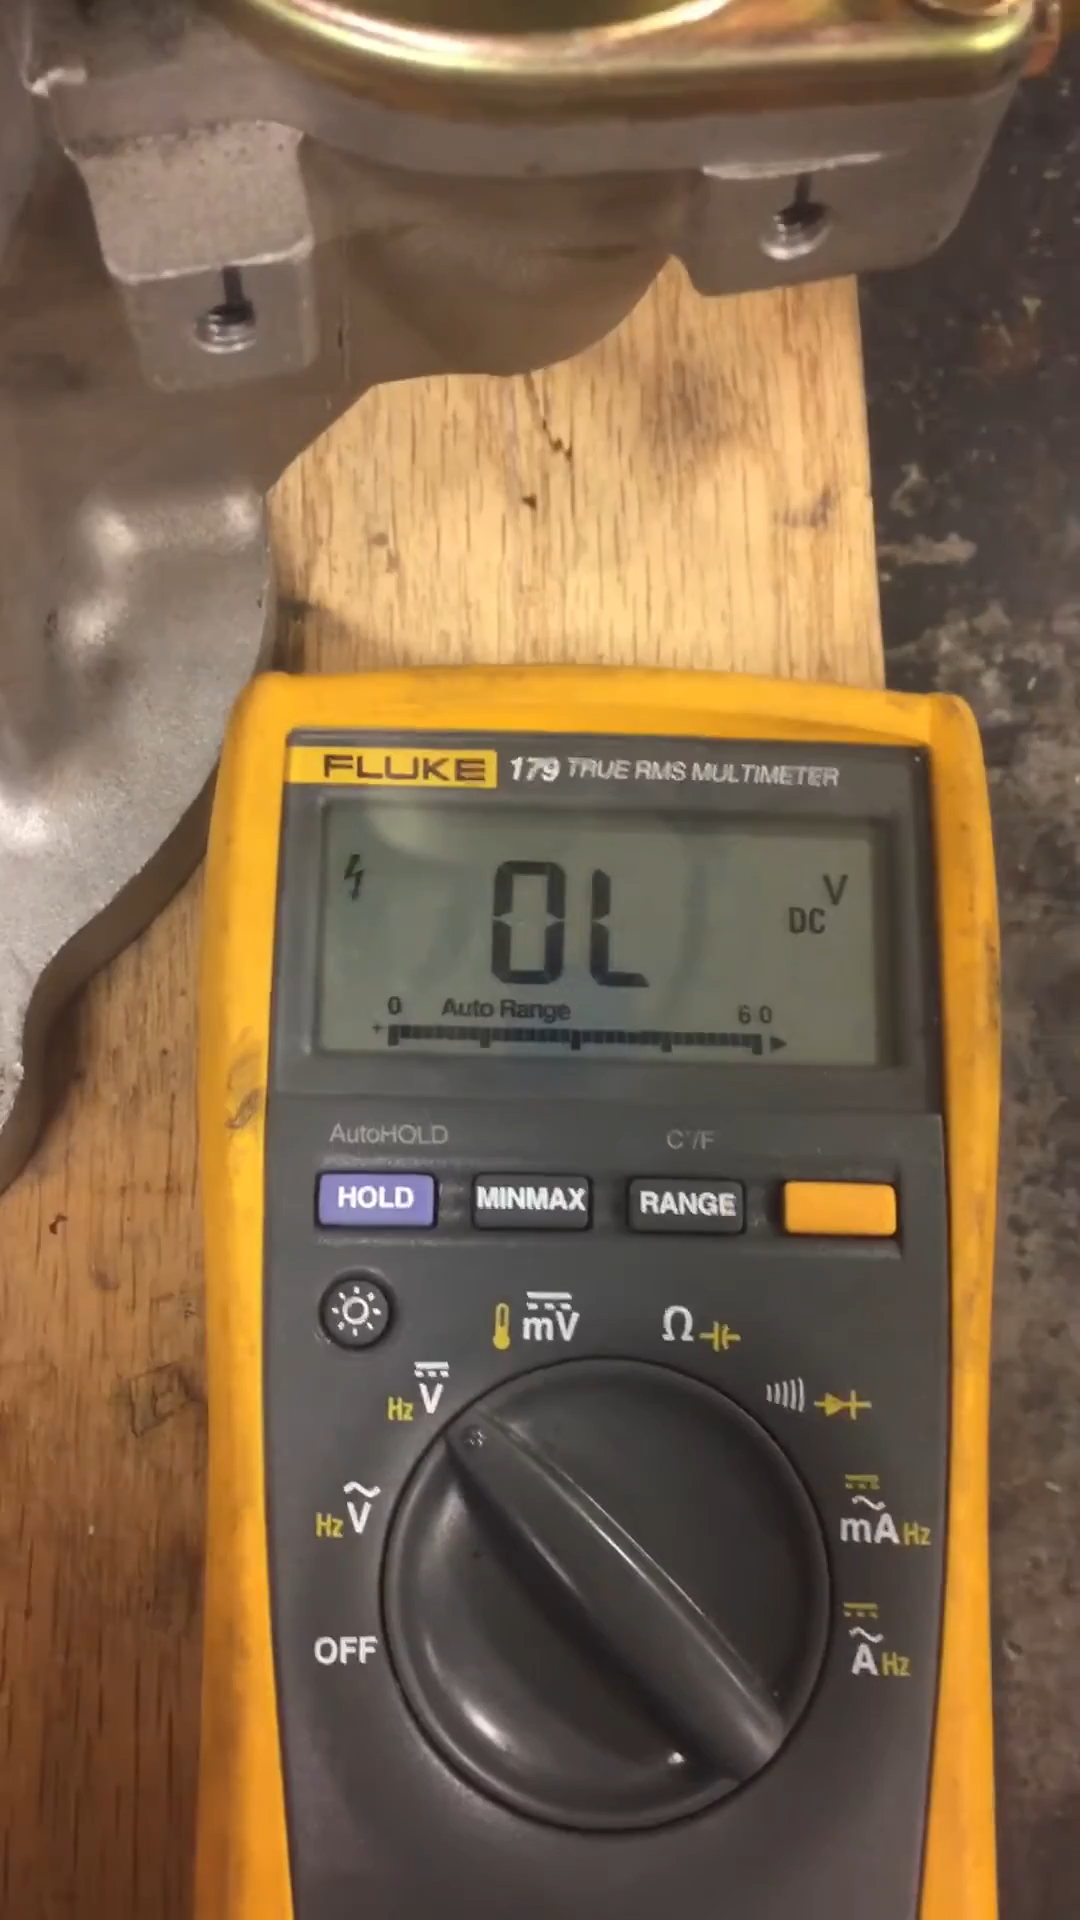 FLUKE 179 TRUE RMS MULTIMETER
OL
V
DC
0 Auto Range 60
AutoHOLD C°/F
HOLD MINMAX RANGE
mV Ω
Hz V
Hz V
mA Hz
OFF
A Hz